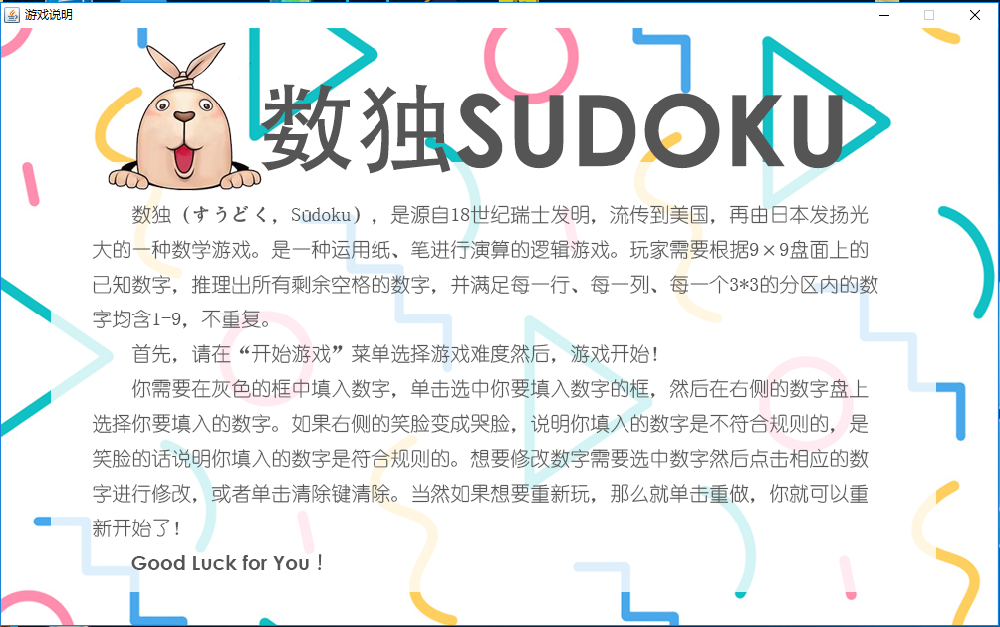 游戏说明
数独SUDOKU
数独（すうどく，Sūdoku），是源自18世纪瑞士发明，流传到美国，再由日本发扬光
大的一种数学游戏。是一种运用纸、笔进行演算的逻辑游戏。玩家需要根据9×9盘面上的
已知数字，推理出所有剩余空格的数字，并满足每一行、每一列、每一个3*3的分区内的数
字均含1-9，不重复。
首先，请在“开始游戏”菜单选择游戏难度然后，游戏开始！
你需要在灰色的框中填入数字，单击选中你要填入数字的框，然后在右侧的数字盘上
选择你要填入的数字。如果右侧的笑脸变成哭脸，说明你填入的数字是不符合规则的，是
笑脸的话说明你填入的数字是符合规则的。想要修改数字需要选中数字然后点击相应的数
字进行修改，或者单击清除键清除。当然如果想要重新玩，那么就单击重做，你就可以重
新开始了！
Good Luck for You！